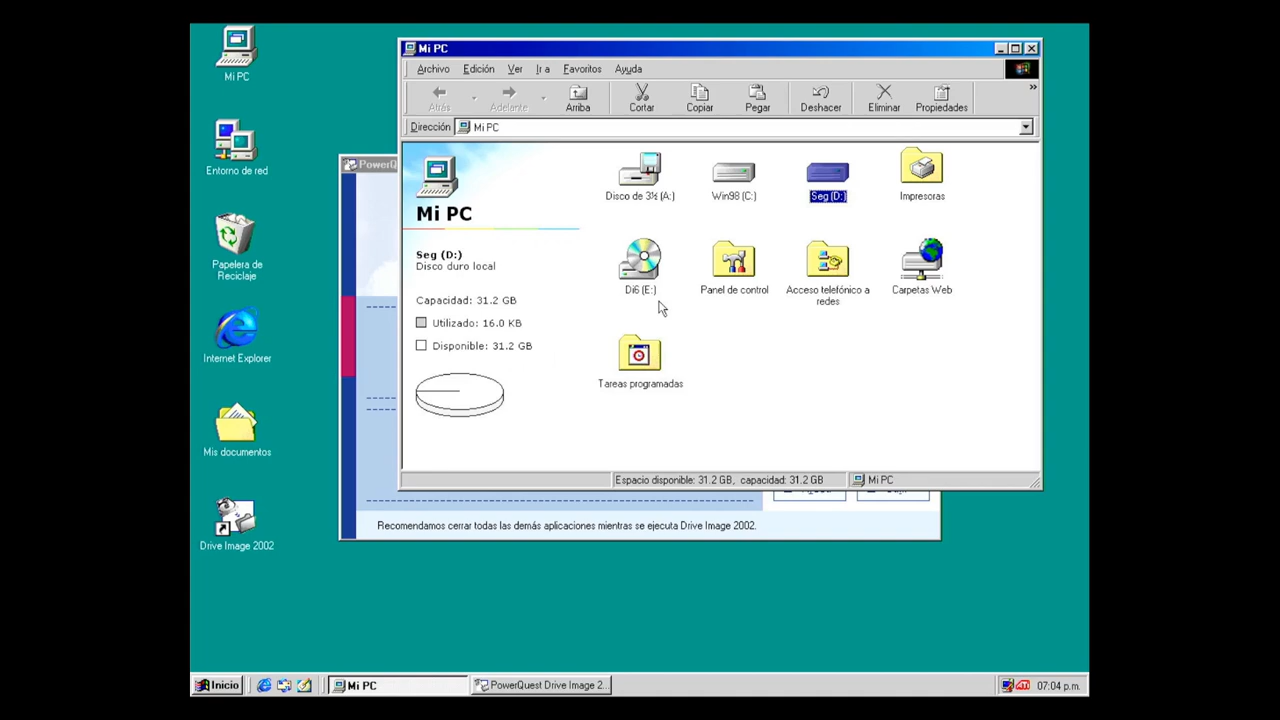 Mi PC
Entorno de red
Papelera de
Reciclaje
Internet Explorer
Mis documentos
Drive Image 2002
Mi PC
Archivo Edición Ver Ir a Favoritos Ayuda
Atrás Adelante Arriba Cortar Copiar Pegar Deshacer Eliminar Propiedades »
Dirección Mi PC
Mi PC
Seg (D:)
Disco duro local
Capacidad: 31.2 GB
Utilizado: 16.0 KB
Disponible: 31.2 GB
Disco de 3½ (A:)
Win98 (C:)
Seg (D:)
Impresoras
Di6 (E:)
Panel de control
Acceso telefónico a
redes
Carpetas Web
Tareas programadas
Espacio disponible: 31.2 GB, capacidad: 31.2 GB
Mi PC
PowerQ
Recomendamos cerrar todas las demás aplicaciones mientras se ejecuta Drive Image 2002.
Inicio
Mi PC
PowerQuest Drive Image 2...
07:04 p.m.